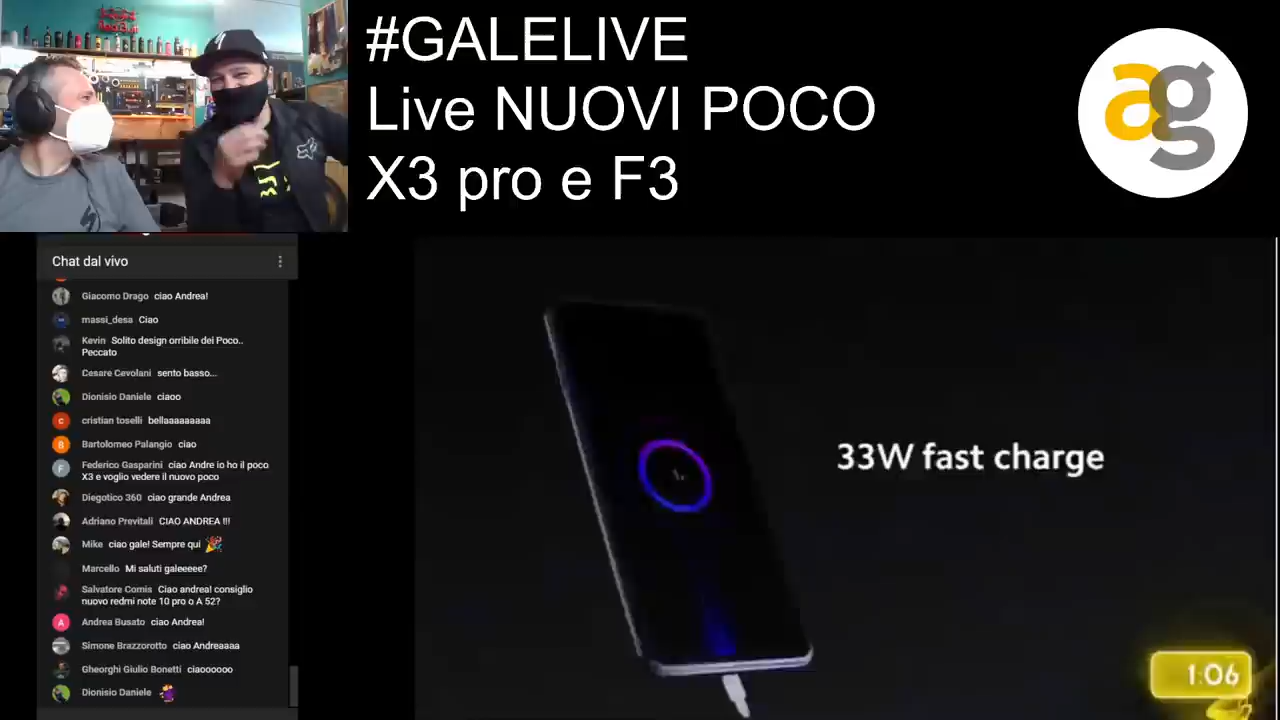 #GALELIVE
Live NUOVI POCO
X3 pro e F3
ag
Chat dal vivo
Giacomo Drago ciao Andrea!
massi_desa Ciao
Kevin Solito design orribile dei Poco..
Peccato
Cesare Cevolani sento basso...
Dionisio Daniele ciaoo
cristian toselli bellaaaaaaaaa
Bartolomeo Palangio ciao
Federico Gasparini ciao Andre io ho il poco
X3 e voglio vedere il nuovo poco
Diegotico 360 ciao grande Andrea
Adriano Previtali CIAO ANDREA !!!
Mike ciao gale! Sempre qui
Marcello Mi saluti galeeeee?
Salvatore Comis Ciao andrea! consiglio
nuovo redmi note 10 pro o A 52?
Andrea Busato ciao Andrea!
Simone Brazzorotto ciao Andreaaaa
Gheorghi Giulio Bonetti ciaoooooo
Dionisio Daniele
33W fast charge
1:06